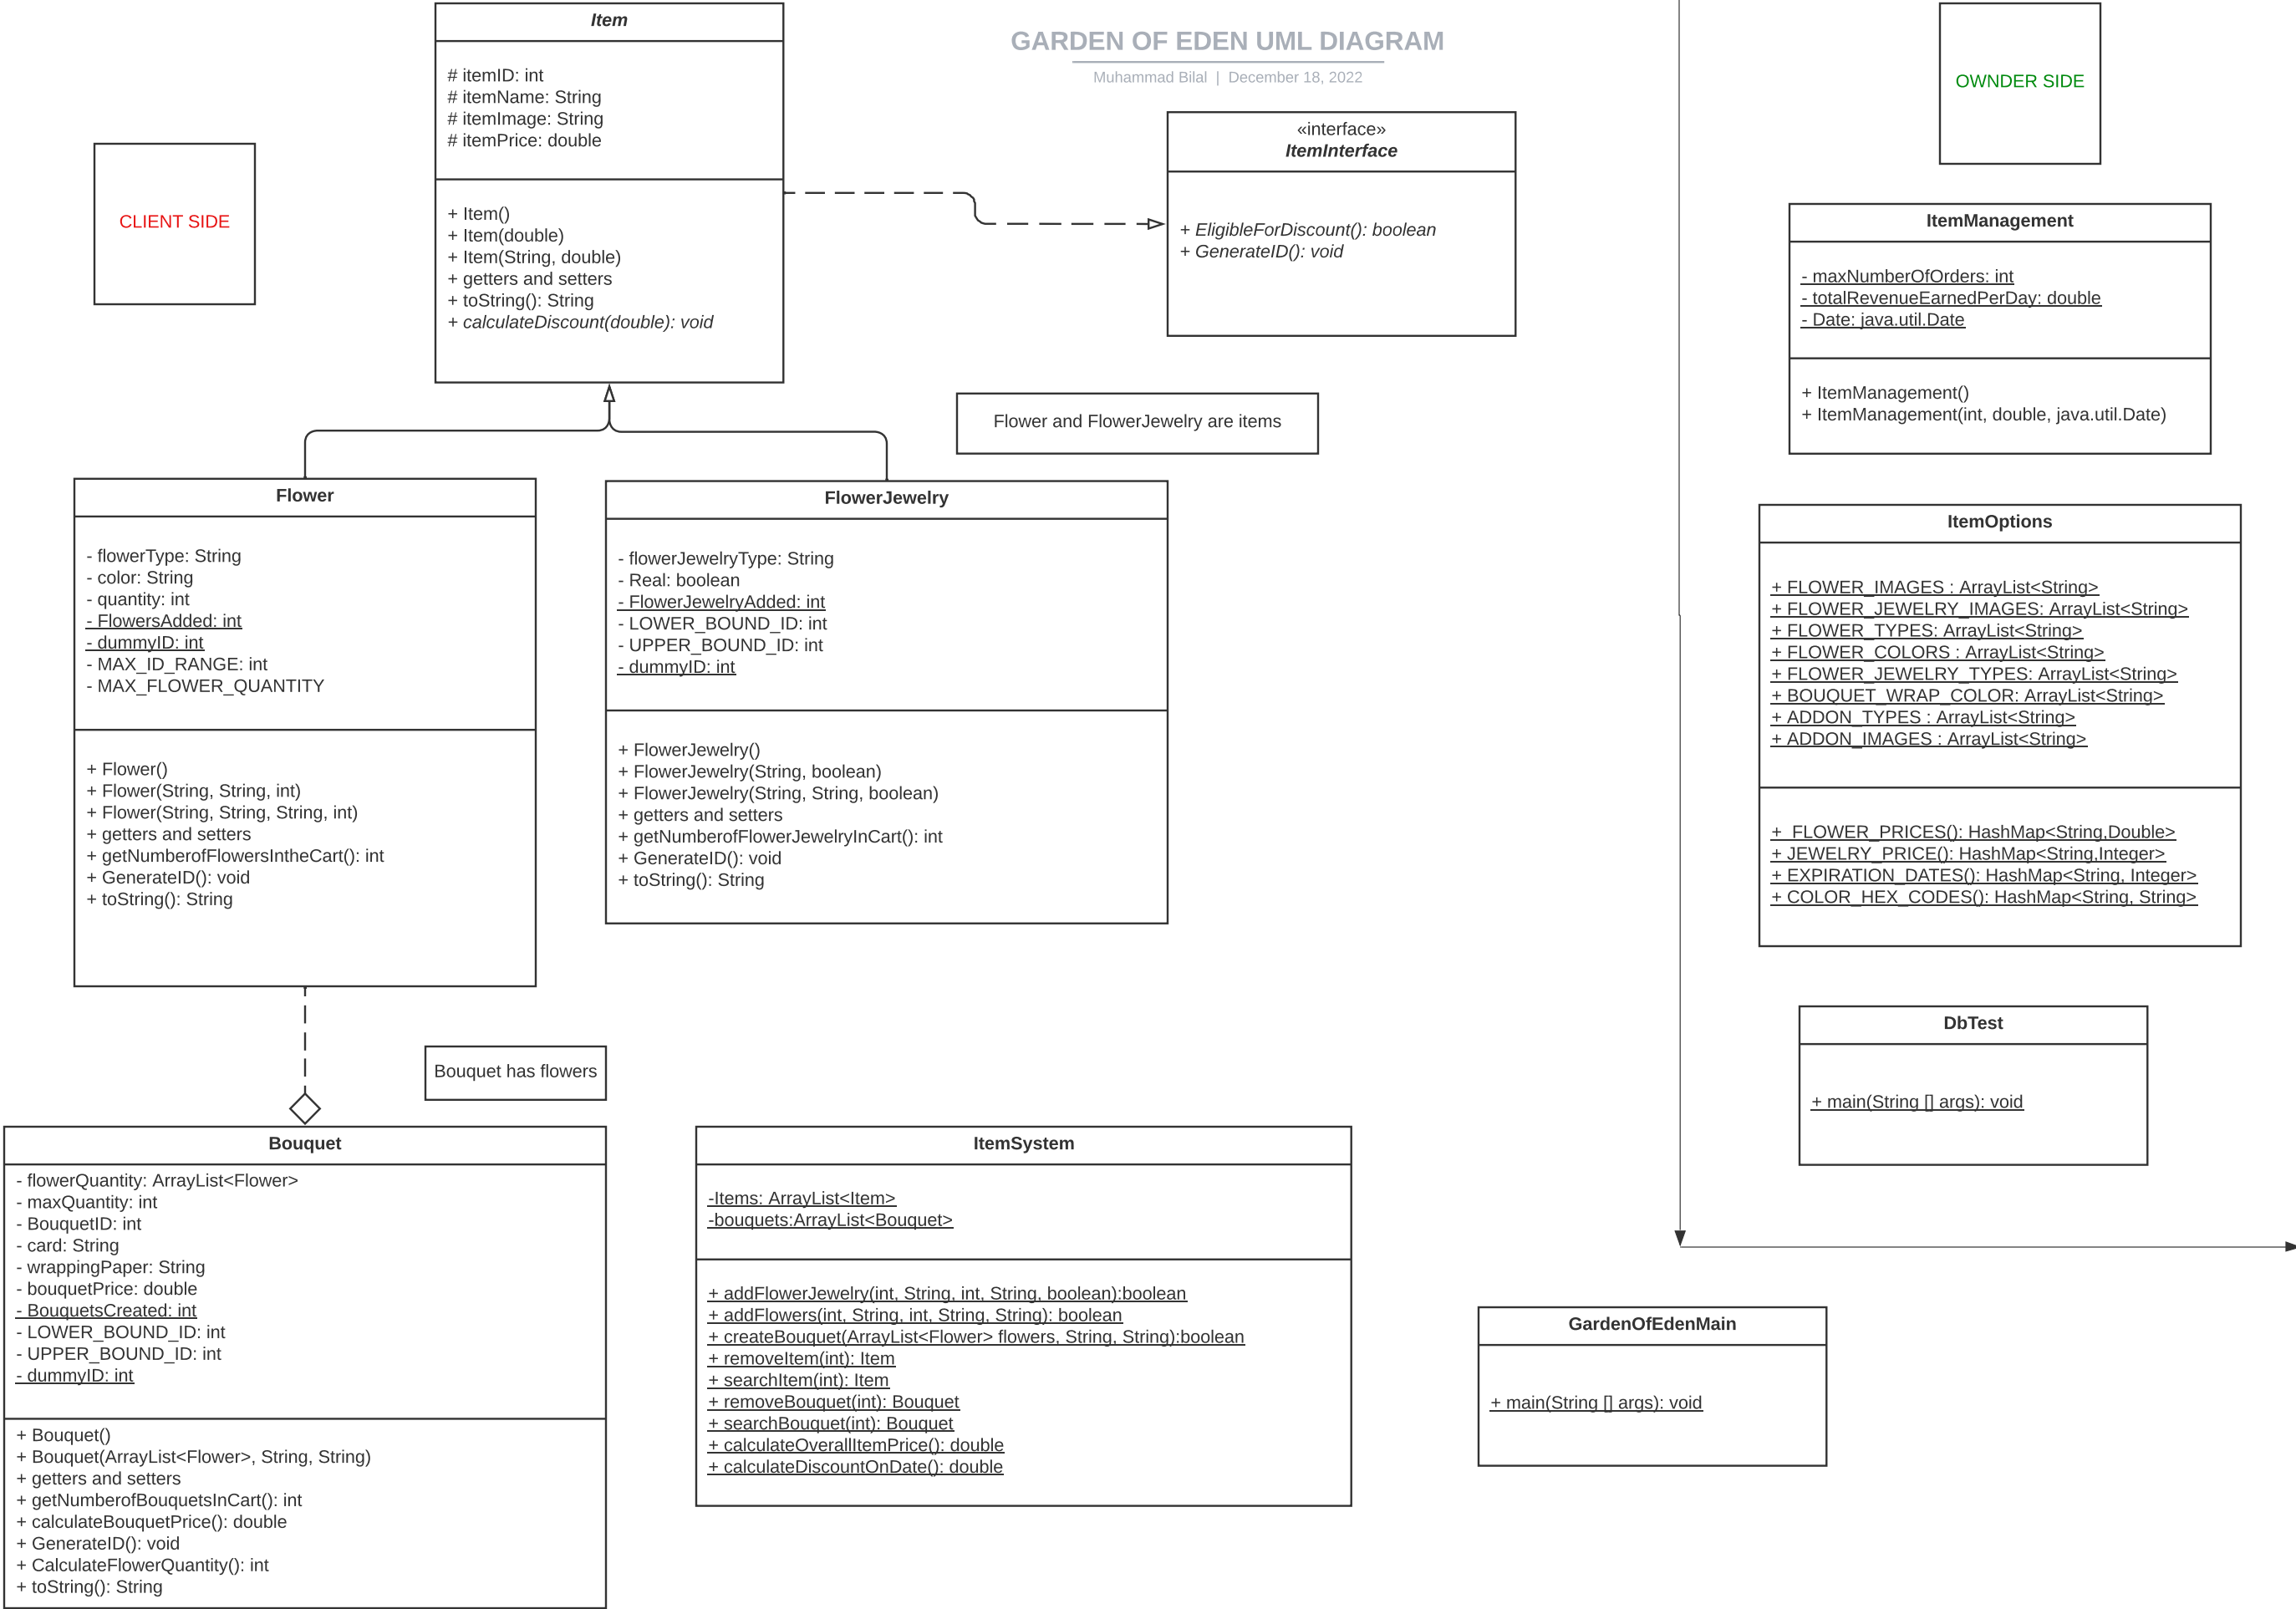 GARDEN OF EDEN UML DIAGRAM
Muhammad Bilal | December 18, 2022
CLIENT SIDE
Item
# itemID: int
# itemName: String
# itemImage: String
# itemPrice: double
+ Item()
+ Item(double)
+ Item(String, double)
+ getters and setters
+ toString(): String
+ calculateDiscount(double): void
«interface»
ItemInterface
+ EligibleForDiscount(): boolean
+ GenerateID(): void
Flower and FlowerJewelry are items
Flower
- flowerType: String
- color: String
- quantity: int
- FlowersAdded: int
- dummyID: int
- MAX_ID_RANGE: int
- MAX_FLOWER_QUANTITY
+ Flower()
+ Flower(String, String, int)
+ Flower(String, String, String, int)
+ getters and setters
+ getNumberofFlowersIntheCart(): int
+ GenerateID(): void
+ toString(): String
FlowerJewelry
- flowerJewelryType: String
- Real: boolean
- FlowerJewelryAdded: int
- LOWER_BOUND_ID: int
- UPPER_BOUND_ID: int
- dummyID: int
+ FlowerJewelry()
+ FlowerJewelry(String, boolean)
+ FlowerJewelry(String, String, boolean)
+ getters and setters
+ getNumberofFlowerJewelryInCart(): int
+ GenerateID(): void
+ toString(): String
Bouquet has flowers
Bouquet
- flowerQuantity: ArrayList<Flower>
- maxQuantity: int
- BouquetID: int
- card: String
- wrappingPaper: String
- bouquetPrice: double
- BouquetsCreated: int
- LOWER_BOUND_ID: int
- UPPER_BOUND_ID: int
- dummyID: int
+ Bouquet()
+ Bouquet(ArrayList<Flower>, String, String)
+ getters and setters
+ getNumberofBouquetsInCart(): int
+ calculateBouquetPrice(): double
+ GenerateID(): void
+ CalculateFlowerQuantity(): int
+ toString(): String
ItemSystem
-Items: ArrayList<Item>
-bouquets:ArrayList<Bouquet>
+ addFlowerJewelry(int, String, int, String, boolean):boolean
+ addFlowers(int, String, int, String, String): boolean
+ createBouquet(ArrayList<Flower> flowers, String, String):boolean
+ removeItem(int): Item
+ searchItem(int): Item
+ removeBouquet(int): Bouquet
+ searchBouquet(int): Bouquet
+ calculateOverallItemPrice(): double
+ calculateDiscountOnDate(): double
OWNDER SIDE
ItemManagement
- maxNumberOfOrders: int
- totalRevenueEarnedPerDay: double
- Date: java.util.Date
+ ItemManagement()
+ ItemManagement(int, double, java.util.Date)
ItemOptions
+ FLOWER_IMAGES : ArrayList<String>
+ FLOWER_JEWELRY_IMAGES: ArrayList<String>
+ FLOWER_TYPES: ArrayList<String>
+ FLOWER_COLORS : ArrayList<String>
+ FLOWER_JEWELRY_TYPES: ArrayList<String>
+ BOUQUET_WRAP_COLOR: ArrayList<String>
+ ADDON_TYPES : ArrayList<String>
+ ADDON_IMAGES : ArrayList<String>
+  FLOWER_PRICES(): HashMap<String,Double>
+ JEWELRY_PRICE(): HashMap<String,Integer>
+ EXPIRATION_DATES(): HashMap<String, Integer>
+ COLOR_HEX_CODES(): HashMap<String, String>
DbTest
+ main(String [] args): void
GardenOfEdenMain
+ main(String [] args): void